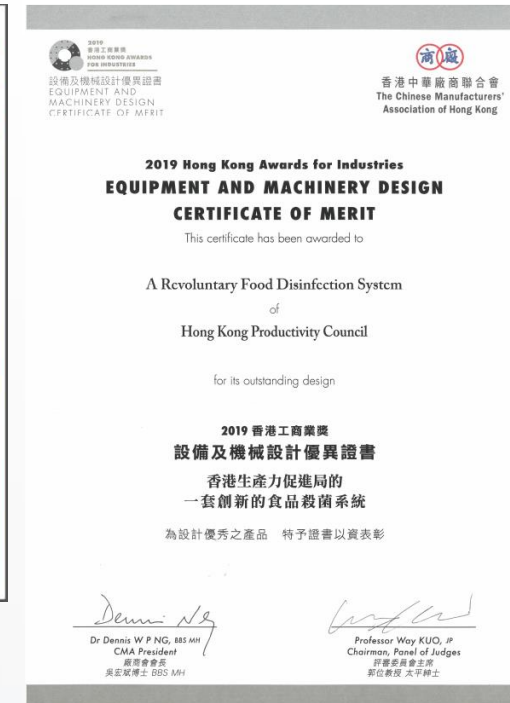 2019
香港工商業獎
HONG KONG AWARDS
FOR INDUSTRIES
設備及機械設計優異證書
EQUIPMENT AND
MACHINERY DESIGN
CERTIFICATE OF MERIT
商 廠
香港中華廠商聯合會
The Chinese Manufacturers'
Association of Hong Kong
2019 Hong Kong Awards for Industries
EQUIPMENT AND MACHINERY DESIGN
CERTIFICATE OF MERIT
This certificate has been awarded to
A Revoluntary Food Disinfection System
of
Hong Kong Productivity Council
for its outstanding design
2019 香港工商業獎
設備及機械設計優異證書
香港生產力促進局的
一套創新的食品殺菌系統
為設計優秀之產品 特予證書以資表彰
Dennis Ng
Dr Dennis W P NG, BBS MH
CMA President
廠商會會長
吳宏斌博士 BBS MH
Professor Way KUO, JP
Chairman, Panel of Judges
評審委員會主席
郭位教授 太平紳士